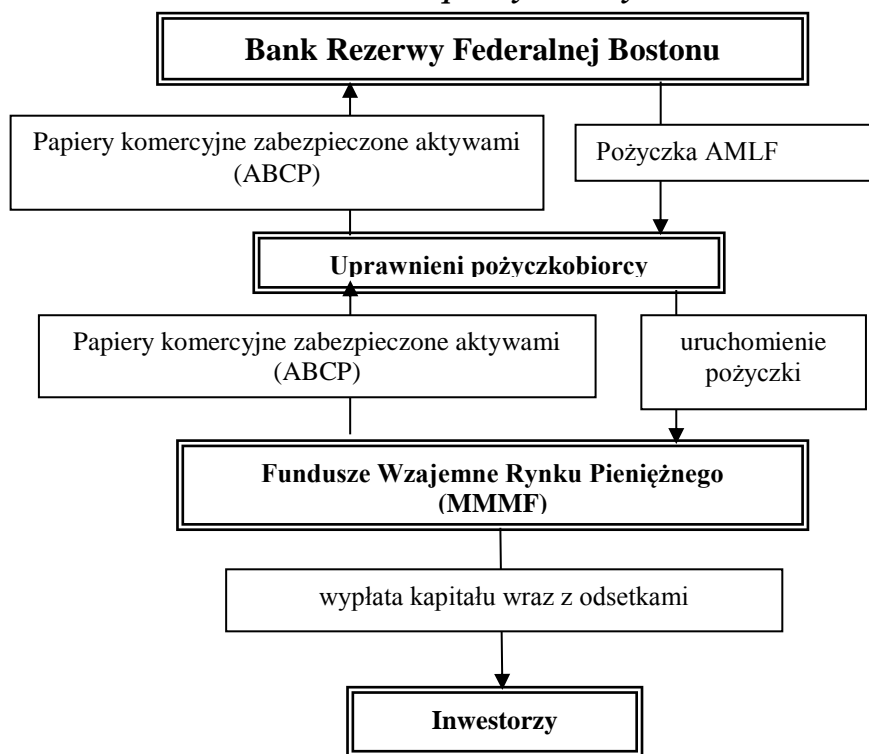 Bank Rezerwy Federalnej Bostonu
Papiery komercyjne zabezpieczone aktywami
(ABCP)
Pożyczka AMLF
Uprawnieni pożyczkobiorcy
Papiery komercyjne zabezpieczone aktywami
(ABCP)
uruchomienie
pożyczki
Fundusze Wzajemne Rynku Pieniężnego
(MMMF)
wypłata kapitału wraz z odsetkami
Inwestorzy